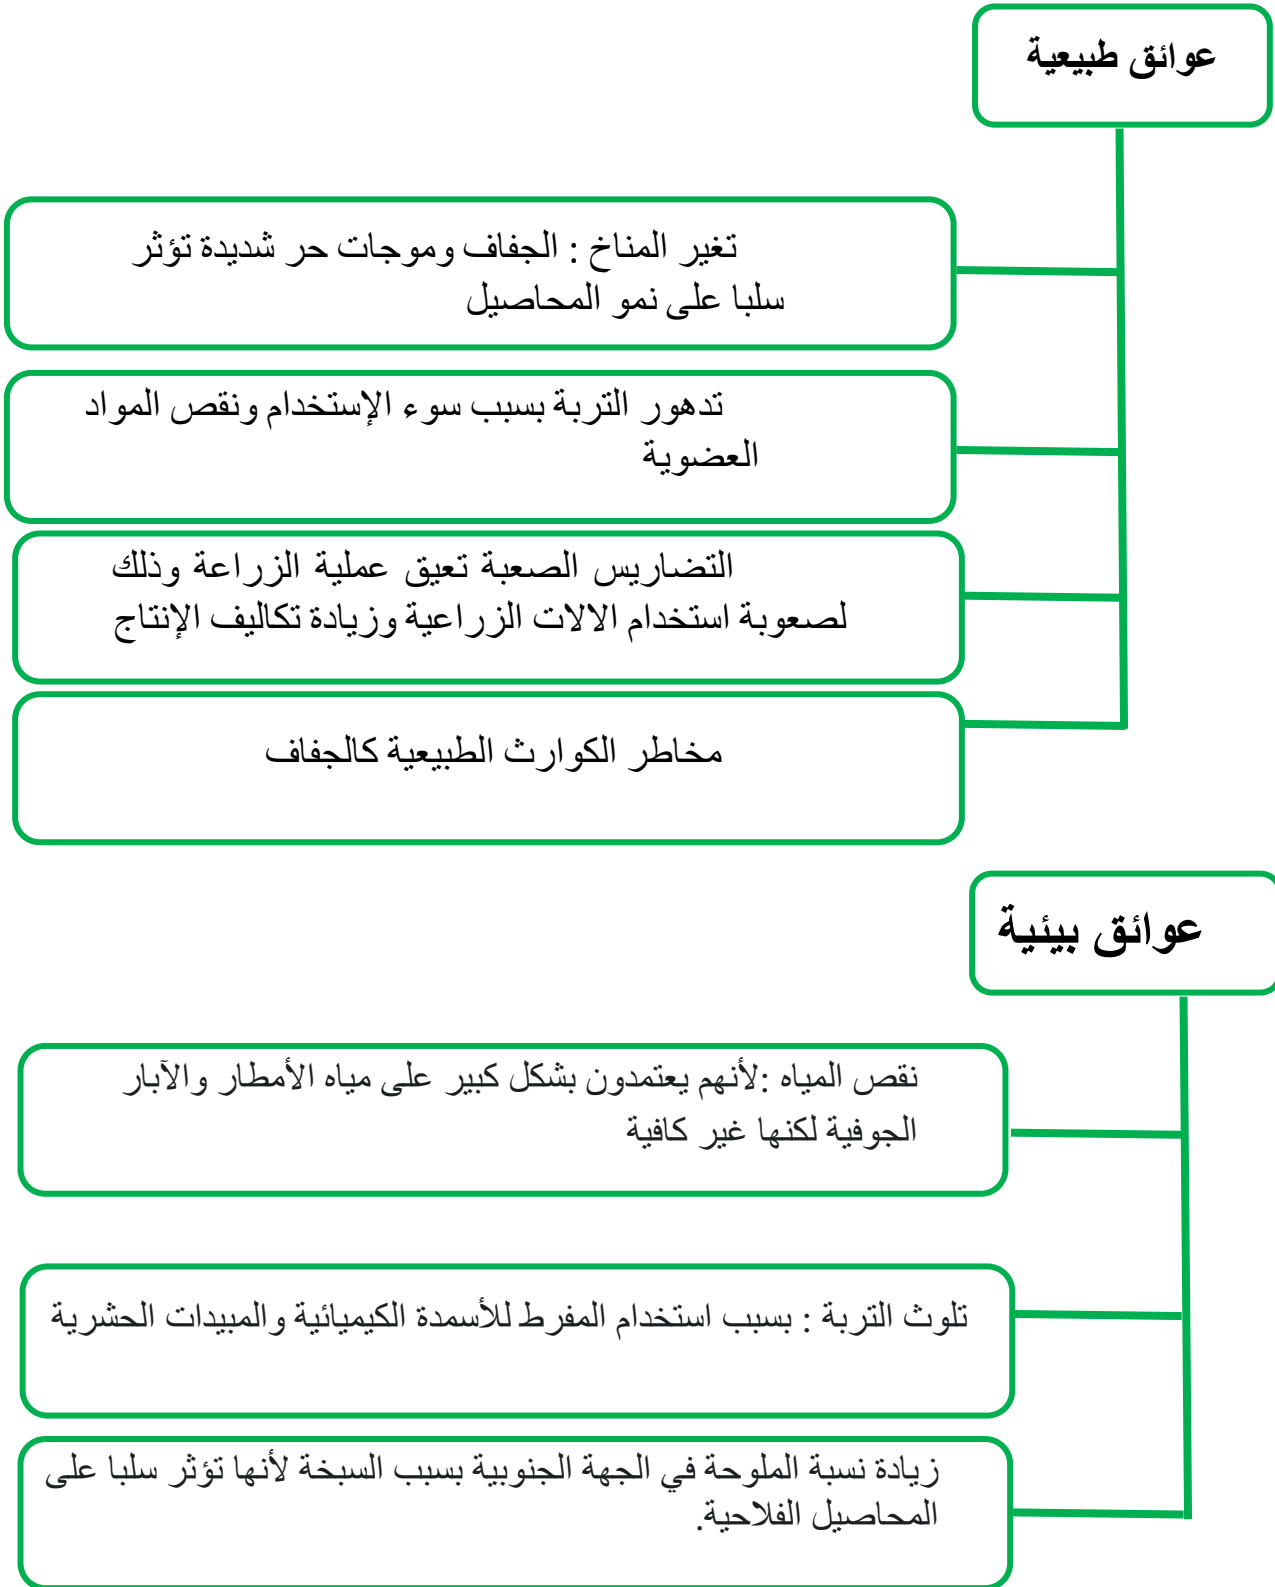 عوائق طبيعية
تغير المناخ : الجفاف وموجات حر شديدة تؤثر
سلبا على نمو المحاصيل
تدهور التربة بسبب سوء الإستخدام ونقص المواد
العضوية
التضاريس الصعبة تعيق عملية الزراعة وذلك
لصعوبة استخدام الالات الزراعية وزيادة تكاليف الإنتاج
مخاطر الكوارث الطبيعية كالجفاف
عوائق بيئية
نقص المياه :لأنهم يعتمدون بشكل كبير على مياه الأمطار والآبار
الجوفية لكنها غير كافية
تلوث التربة : بسبب استخدام المفرط للأسمدة الكيميائية والمبيدات الحشرية
زيادة نسبة الملوحة في الجهة الجنوبية بسبب السبخة لأنها تؤثر سلبا على
المحاصيل الفلاحية.